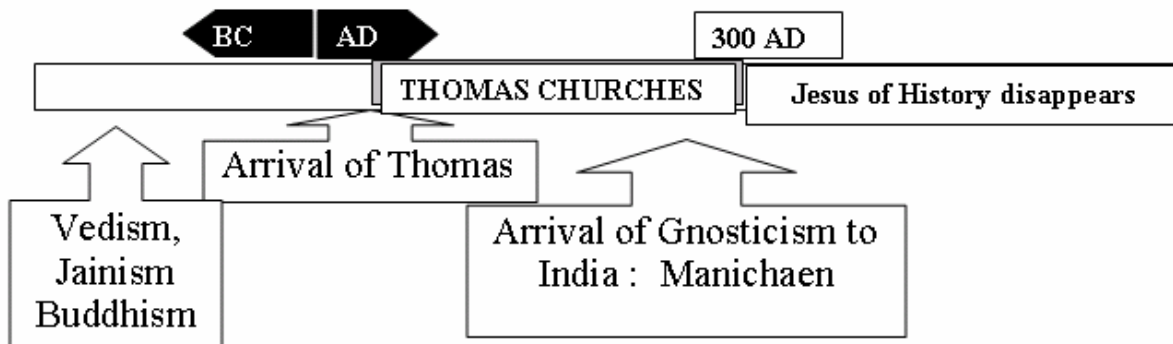 BC
AD
300 AD
THOMAS CHURCHES
Jesus of History disappears
Arrival of Thomas
Vedism,
Jainism
Buddhism
Arrival of Gnosticism to
India : Manichaen